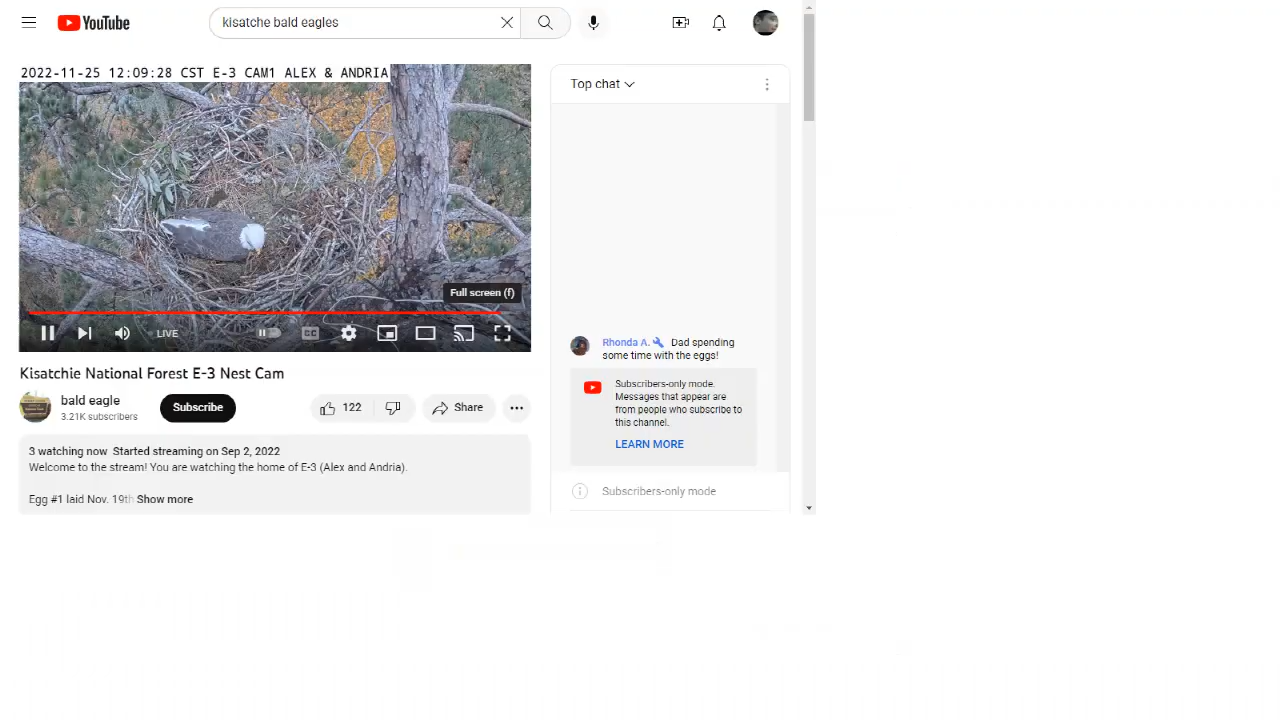 YouTube
kisatche bald eagles
2022-11-25 12:09:28 CST E-3 CAM1 ALEX & ANDRIA
Full screen (f)
LIVE
CC
Kisatchie National Forest E-3 Nest Cam
bald eagle
3.21K subscribers
Subscribe
122
Share
3 watching now Started streaming on Sep 2, 2022
Welcome to the stream! You are watching the home of E-3 (Alex and Andria).
Egg #1 laid Nov. 19th Show more
Top chat
Rhonda A. Dad spending
some time with the eggs!
Subscribers-only mode.
Messages that appear are
from people who subscribe to
this channel.
LEARN MORE
Subscribers-only mode